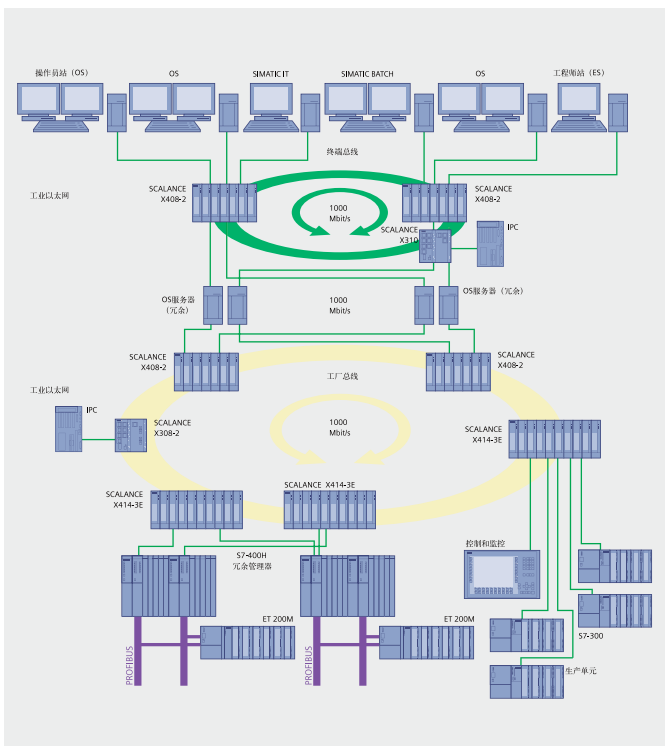 操作员站（OS）
OS
SIMATIC IT
SIMATIC BATCH
OS
工程师站（ES）
终端总线
工业以太网
SCALANCE
X408-2
1000
Mbit/s
SCALANCE
X408-2
SCALANCE
X310
IPC
OS服务器
（冗余）
1000
Mbit/s
OS服务器（冗余）
SCALANCE
X408-2
SCALANCE
X408-2
工厂总线
工业以太网
IPC
SCALANCE
X308-2
1000
Mbit/s
SCALANCE
X414-3E
SCALANCE
X414-3E
SCALANCE X414-3E
S7-400H
冗余管理器
控制和监控
ET 200M
ET 200M
S7-300
PROFIBUS
PROFIBUS
生产单元